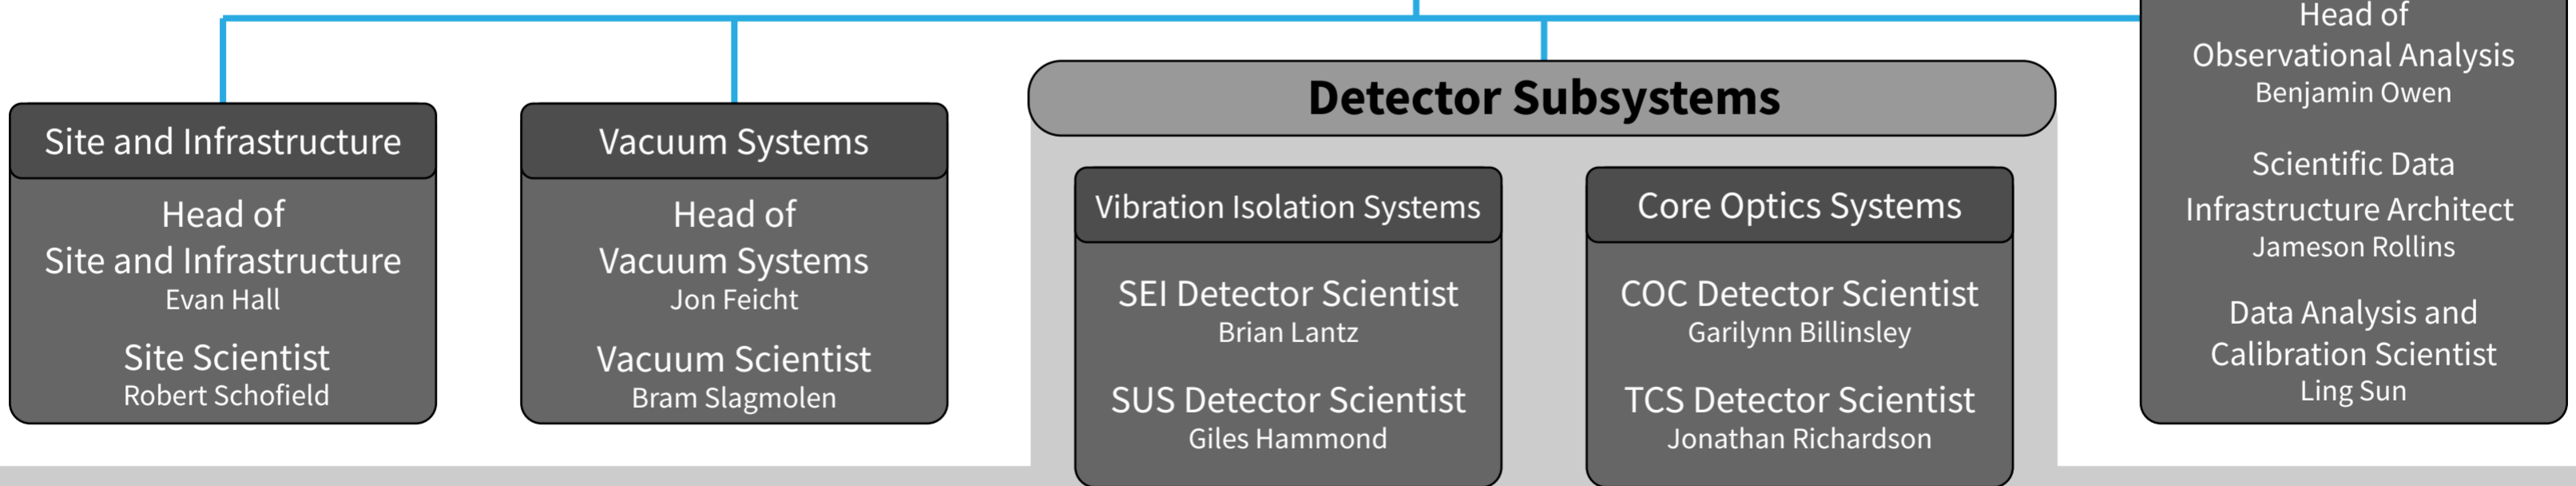 Site and Infrastructure
Head of
Site and Infrastructure
Evan Hall
Site Scientist
Robert Schofield
Vacuum Systems
Head of
Vacuum Systems
Jon Feicht
Vacuum Scientist
Bram Slagmolen
Detector Subsystems
Vibration Isolation Systems
SEI Detector Scientist
Brian Lantz
SUS Detector Scientist
Giles Hammond
Core Optics Systems
COC Detector Scientist
Garilynn Billinsley
TCS Detector Scientist
Jonathan Richardson
Head of
Observational Analysis
Benjamin Owen
Scientific Data
Infrastructure Architect
Jameson Rollins
Data Analysis and
Calibration Scientist
Ling Sun